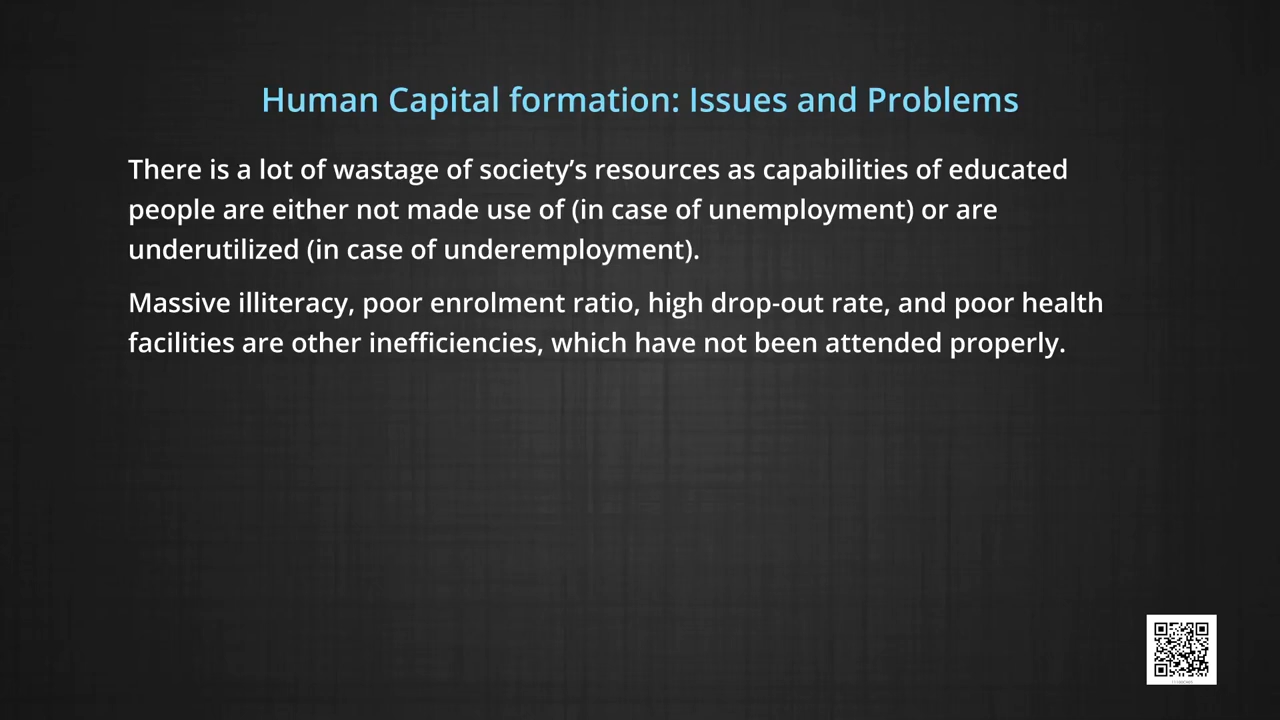 Human Capital formation: Issues and Problems
There is a lot of wastage of society’s resources as capabilities of educated
people are either not made use of (in case of unemployment) or are
underutilized (in case of underemployment).
Massive illiteracy, poor enrolment ratio, high drop-out rate, and poor health
facilities are other inefficiencies, which have not been attended properly.